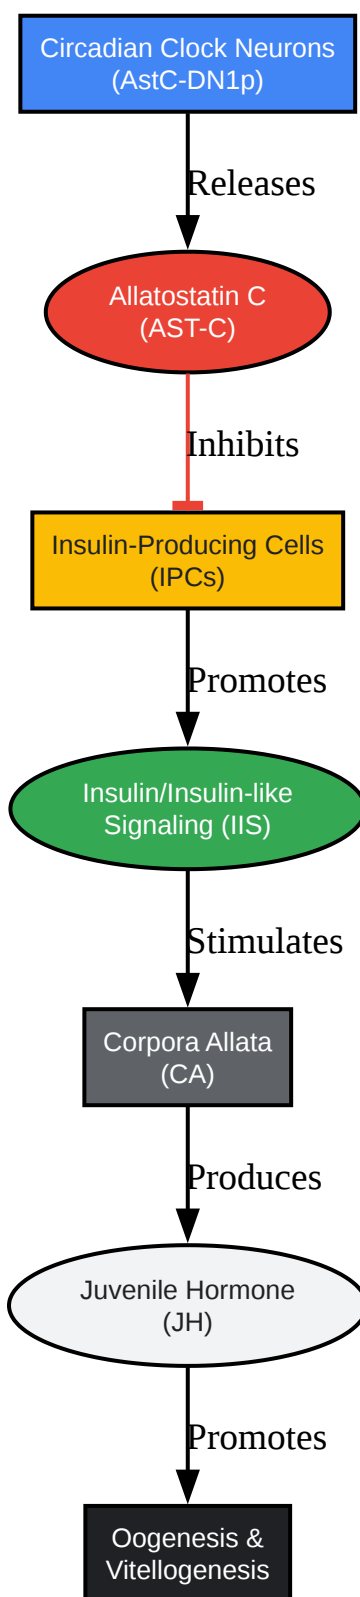 Circadian Clock Neurons
(AstC-DN1p)
Releases
Allatostatin C
(AST-C)
Inhibits
Insulin-Producing Cells
(IPCs)
Promotes
Insulin/Insulin-like
Signaling (IIS)
Stimulates
Corpora Allata
(CA)
Produces
Juvenile Hormone
(JH)
Promotes
Oogenesis &
Vitellogenesis